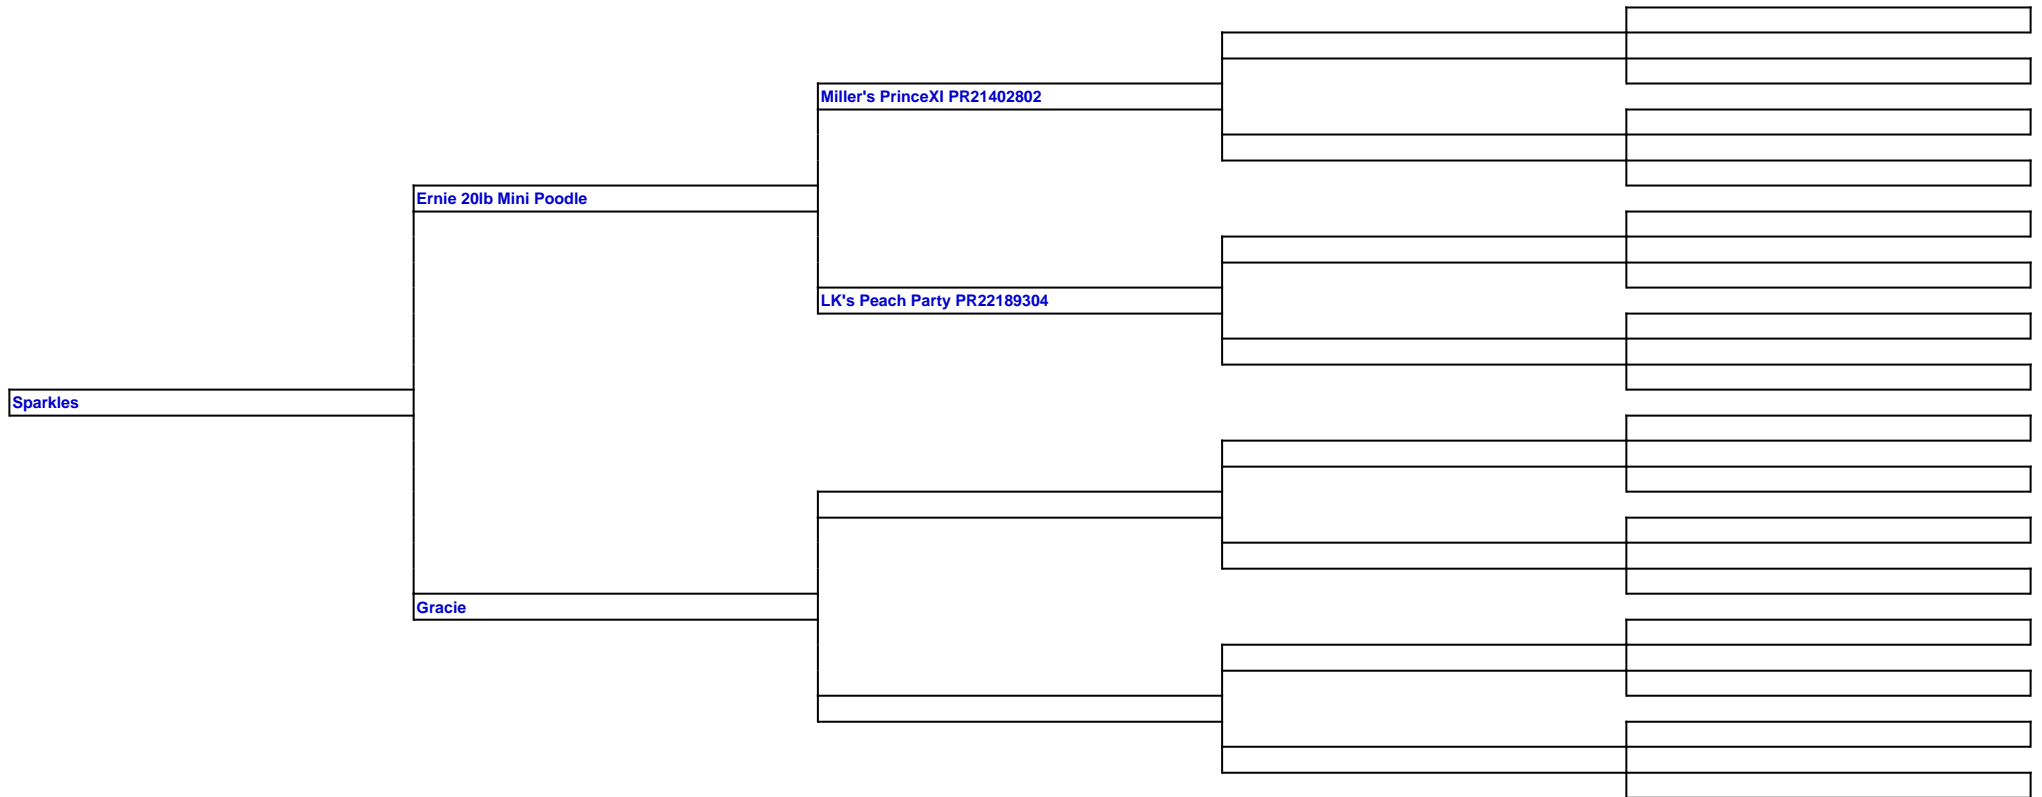 Miller's PrinceXI PR21402802
Ernie 20lb Mini Poodle
LK's Peach Party PR22189304
Sparkles
Gracie